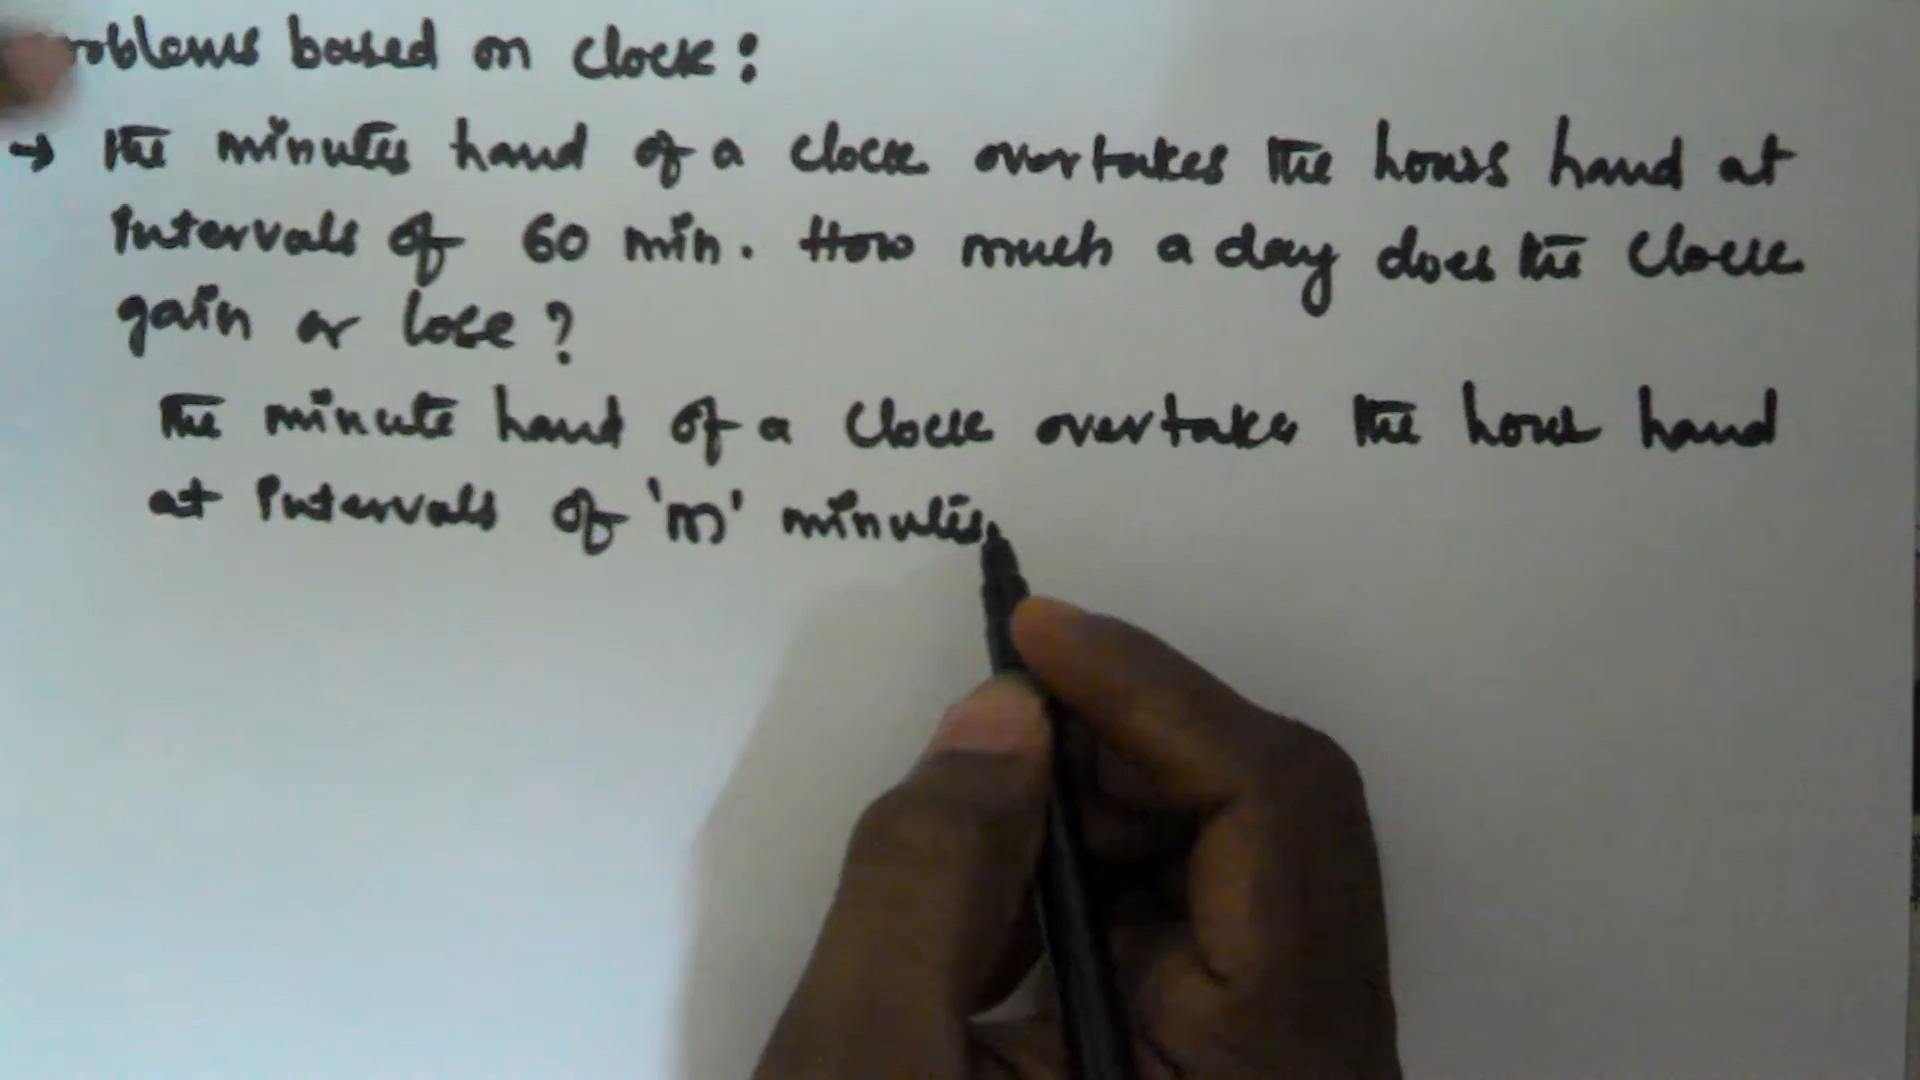 roblems based on clock:
→ The minutes hand of a clock overtakes the hours hand at
intervals of 60 min. How much a day does the clock
gain or lose?
The minute hand of a clock overtakes the hour hand
at intervals of 'm' minutes.